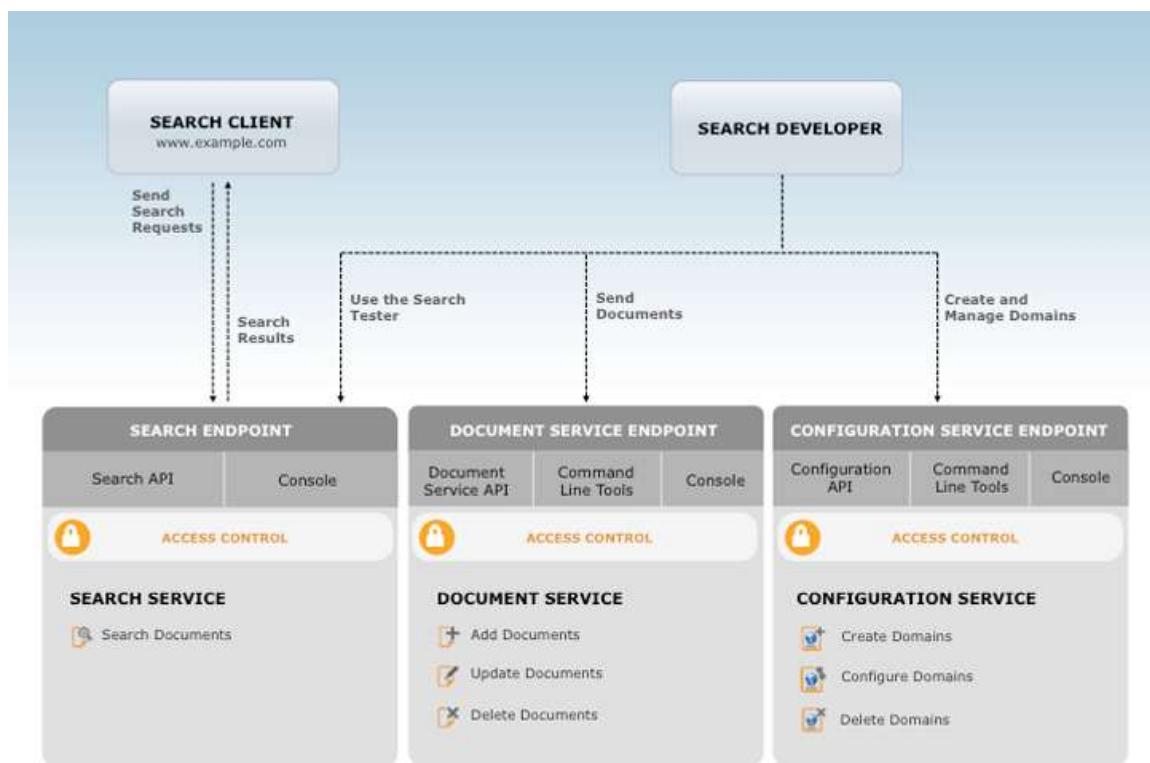 SEARCH CLIENT
www.example.com
SEARCH DEVELOPER
Send
Search
Requests
Search
Results
Use the Search
Tester
Send
Documents
Create and
Manage Domains
SEARCH ENDPOINT
Search API
Console
ACCESS CONTROL
SEARCH SERVICE
Search Documents
DOCUMENT SERVICE ENDPOINT
Document
Service API
Command
Line Tools
Console
ACCESS CONTROL
DOCUMENT SERVICE
Add Documents
Update Documents
Delete Documents
CONFIGURATION SERVICE ENDPOINT
Configuration
API
Command
Line Tools
Console
ACCESS CONTROL
CONFIGURATION SERVICE
Create Domains
Configure Domains
Delete Domains